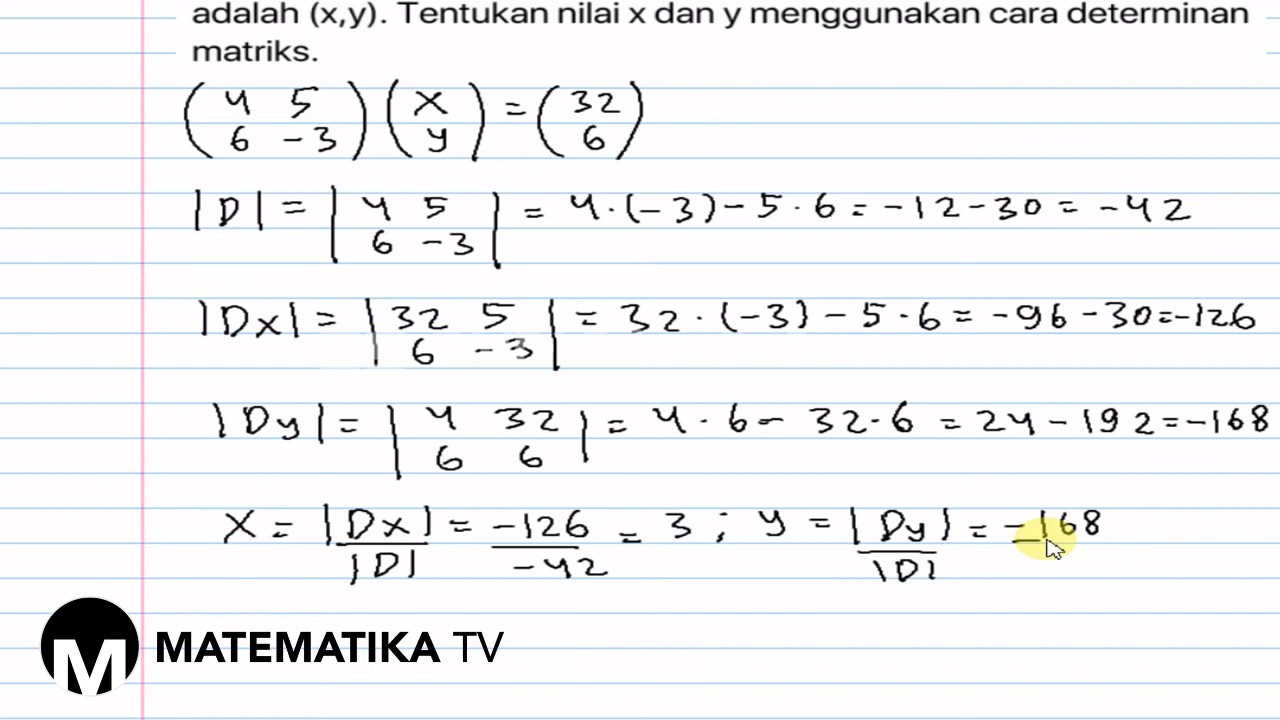 adalah (x,y). Tentukan nilai x dan y menggunakan cara determinan
matriks.
(4 5) (x) = (32)
(6 -3) (y) (6)
|D| = |4 5| = 4·(-3)-5·6 = -12-30 = -42
|6 -3|
|Dx| = |32 5| = 32·(-3)-5·6 = -96-30=-126
|6 -3|
|Dy| = |4 32| = 4·6-32·6 = 24-192=-168
|6 6|
X = |Dx| = -126 = 3 ; y = |Dy| = -168
|D| -42 |D|
M MATEMATIKA TV